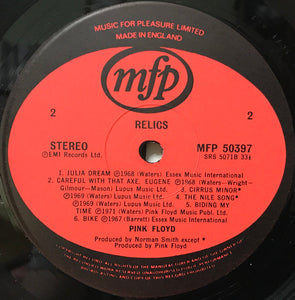 MUSIC FOR PLEASURE LIMITED
MADE IN ENGLAND
mfp
2 2
RELICS
STEREO MFP 50397
©EMI Records Ltd. SRS 5071B 33⅓
1- JULIA DREAM ℗1968 (Waters) Essex Music International
2- CAREFUL WITH THAT AXE, EUGENE ℗1968 (Waters—Wright—
Gilmour—Mason) Lupus Music Ltd. 3- CIRRUS MINOR*
℗1969 (Waters) Lupus Music Ltd. 4- THE NILE SONG*
℗1969 (Waters) Lupus Music Ltd. 5- BIDING MY
TIME ℗1971 (Waters) Pink Floyd Music Publ. Ltd.
6- BIKE ℗1967 (Barrett) Essex Music Intl.
PINK FLOYD
Produced by Norman Smith except *
Produced by Pink Floyd